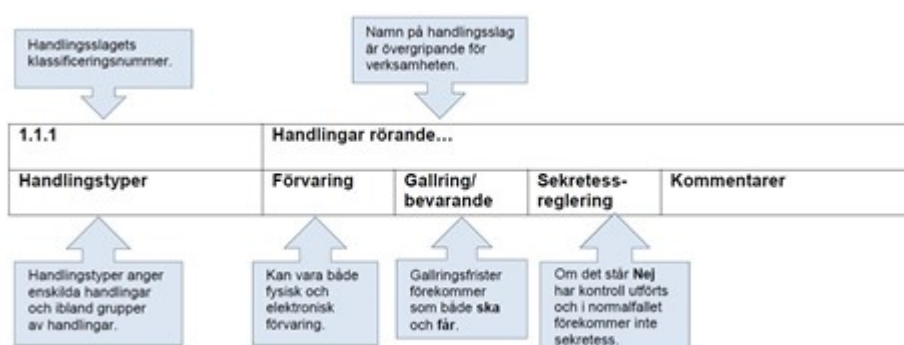 Handlingsslagets
klassificeringsnummer.
Namn på handlingsslag
är övergripande för
verksamheten.
1.1.1
Handlingar rörande…
Handlingstyper
Förvaring
Gallring/
bevarande
Sekretess-
reglering
Kommentarer
Handlingstyper anger
enskilda handlingar
och ibland grupper
av handlingar.
Kan vara både
fysisk och
elektronisk
förvaring.
Gallringsfrister
förekommer
som både ska
och får.
Om det står Nej
har kontroll utförts
och i normalfallet
förekommer inte
sekretess.